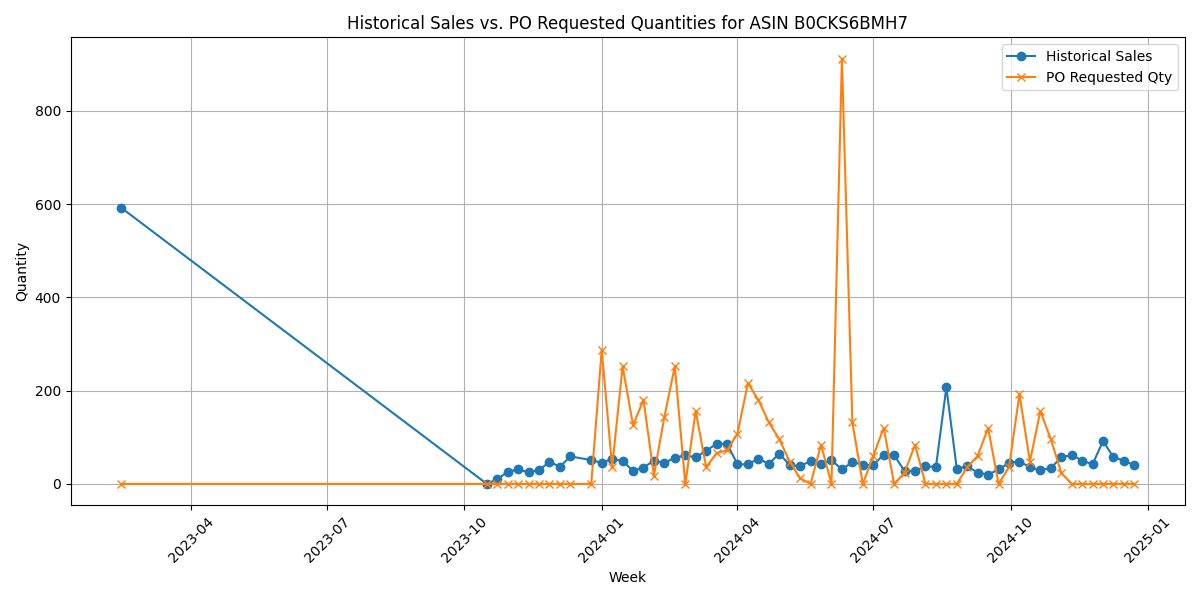 Historical Sales vs. PO Requested Quantities for ASIN B0CKS6BMH7
Historical Sales
PO Requested Qty
Quantity
800
600
400
200
0
2023-04
2023-07
2023-10
2024-01
2024-04
2024-07
2024-10
2025-01
Week